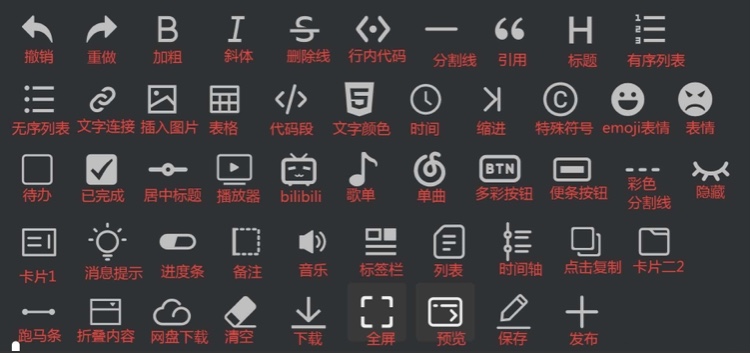 B I S H 1 2 3
撤销 重做 加粗 斜体 删除线 行内代码 分割线 引用 标题 有序列表
5 C
无序列表 文字连接 插入图片 表格 代码段 文字颜色 时间 缩进 特殊符号 emoji表情 表情
BTN
待办 已完成 居中标题 播放器 bilibili 歌单 单曲 多彩按钮 便条按钮 彩色 隐藏
分割线
卡片1 消息提示 进度条 备注 音乐 标签栏 列表 时间轴 点击复制 卡片二2
跑马条 折叠内容 网盘下载 清空 下载 全屏 预览 保存 发布